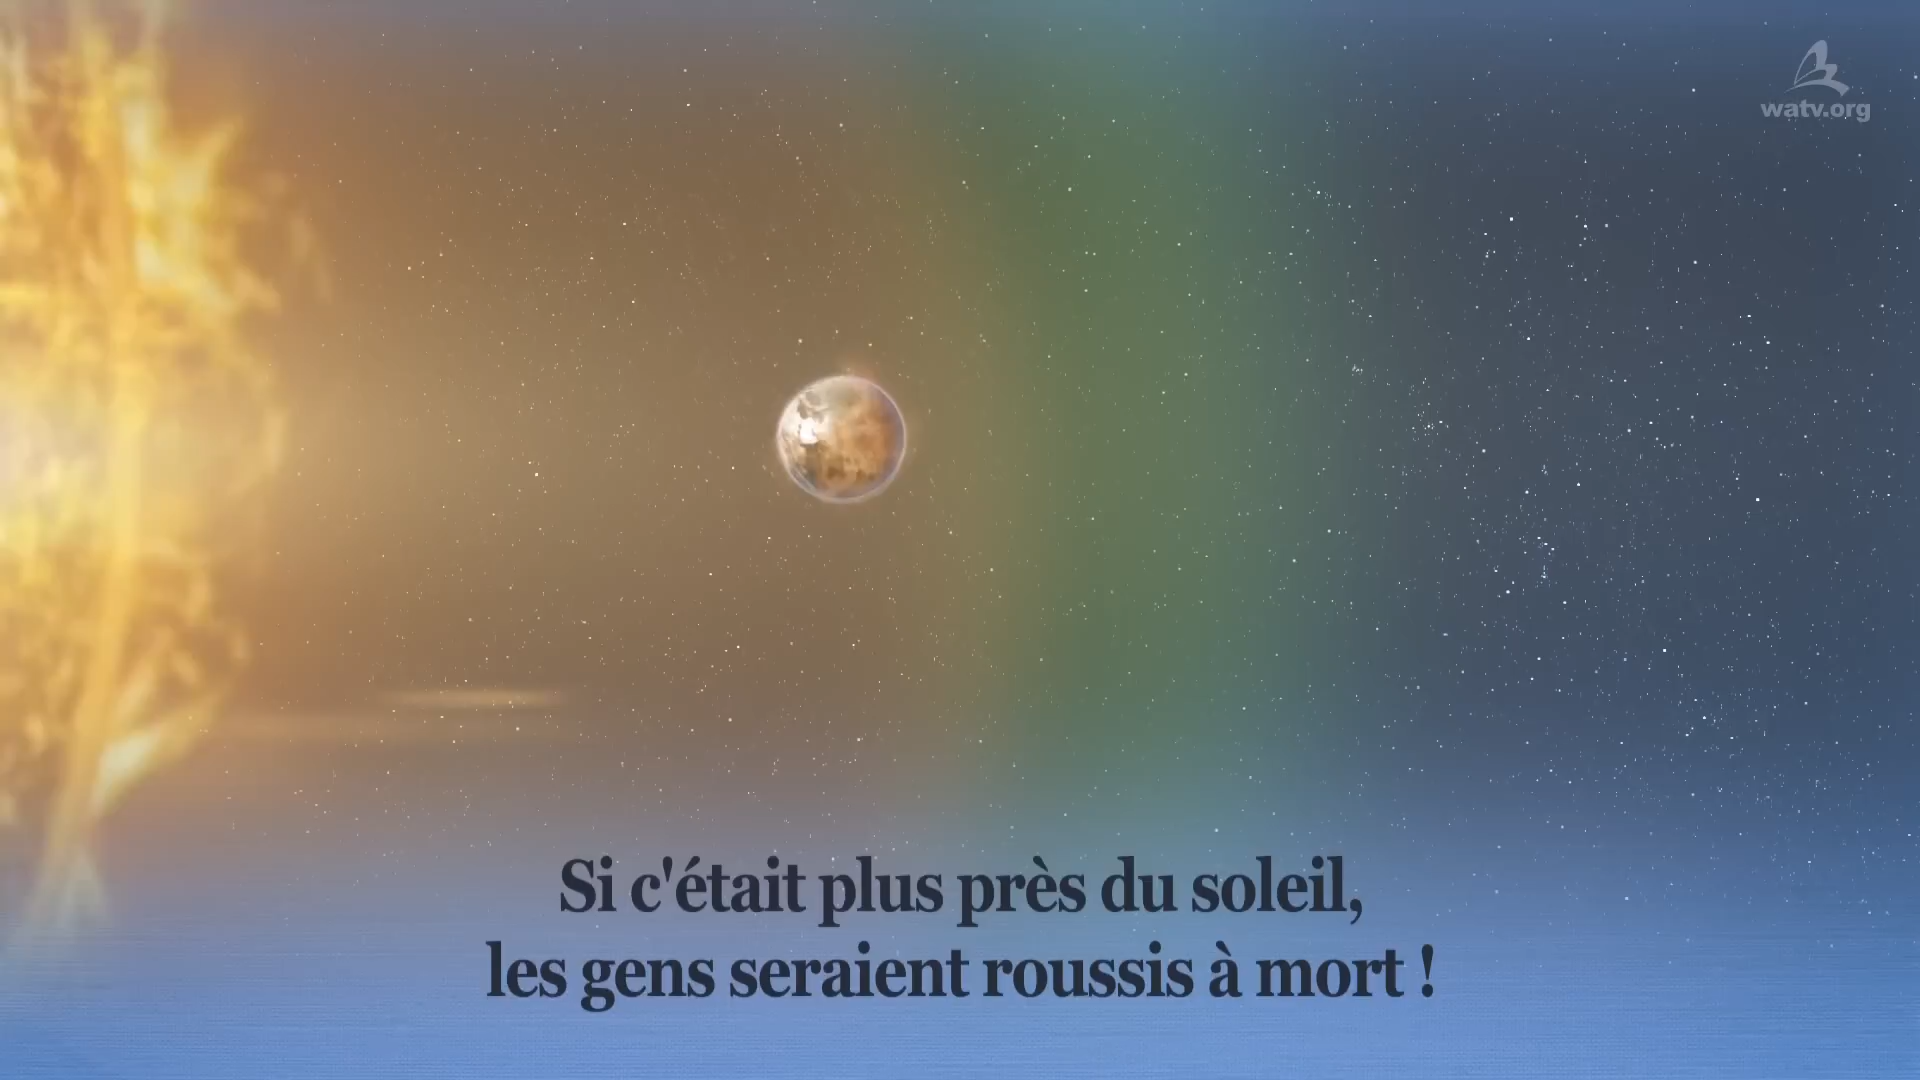 watv.org
Si c'était plus près du soleil,
les gens seraient roussis à mort !